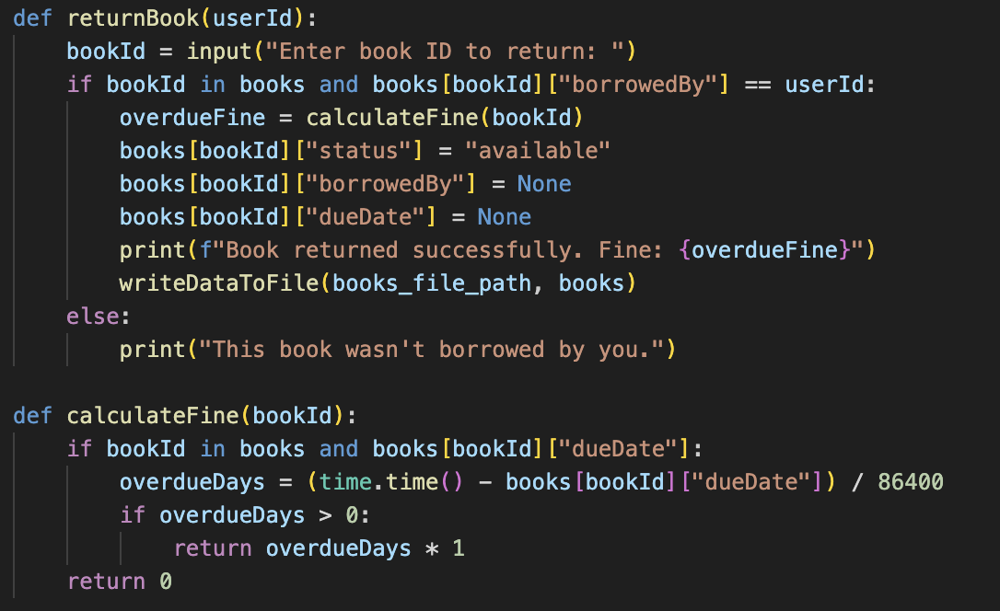 def returnBook(userId):
    bookId = input("Enter book ID to return: ")
    if bookId in books and books[bookId]["borrowedBy"] == userId:
        overdueFine = calculateFine(bookId)
        books[bookId]["status"] = "available"
        books[bookId]["borrowedBy"] = None
        books[bookId]["dueDate"] = None
        print(f"Book returned successfully. Fine: {overdueFine}")
        writeDataToFile(books_file_path, books)
    else:
        print("This book wasn't borrowed by you.")

def calculateFine(bookId):
    if bookId in books and books[bookId]["dueDate"]:
        overdueDays = (time.time() - books[bookId]["dueDate"]) / 86400
        if overdueDays > 0:
            return overdueDays * 1
    return 0